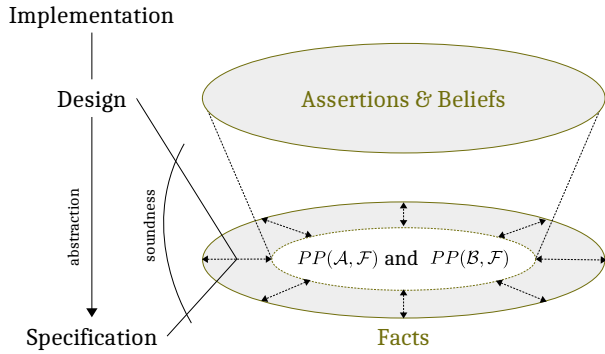 Implementation
Design
Assertions & Beliefs
abstraction
soundness
PP(𝒜, ℱ) and PP(ℬ, ℱ)
Specification
Facts